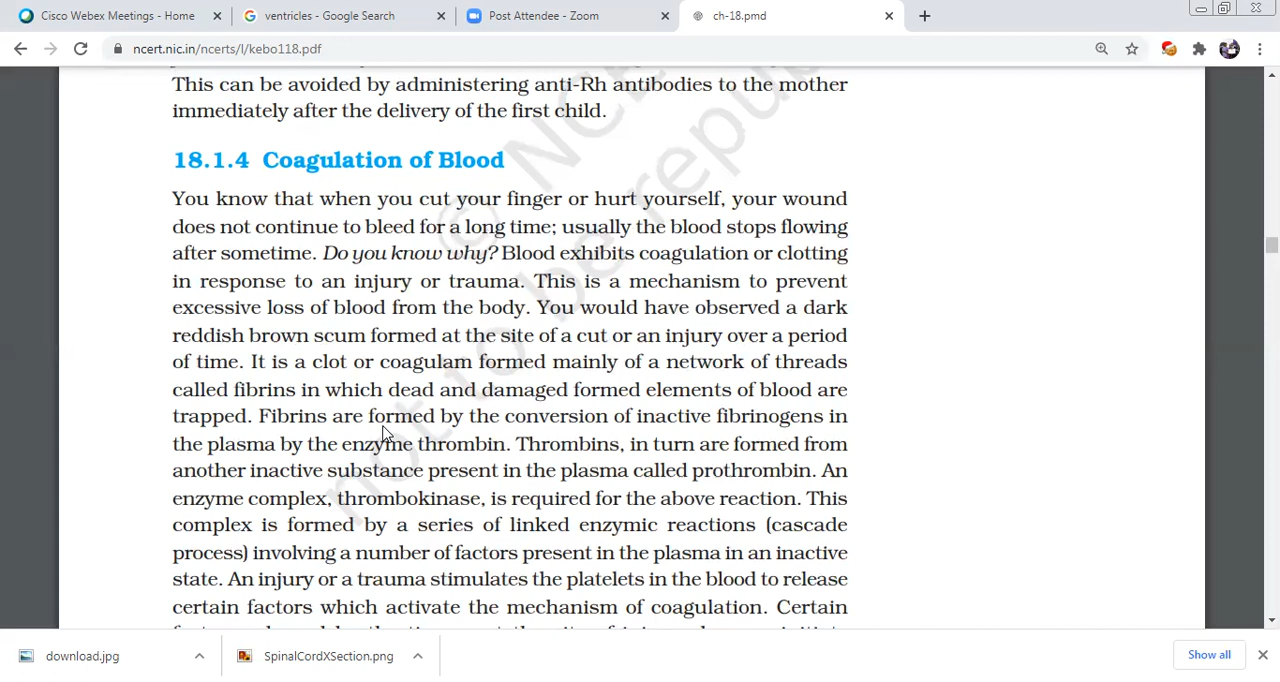 Cisco Webex Meetings - Home
ventricles - Google Search
Post Attendee - Zoom
ch-18.pmd
ncert.nic.in/ncerts/l/kebo118.pdf
This can be avoided by administering anti-Rh antibodies to the mother
immediately after the delivery of the first child.
18.1.4 Coagulation of Blood
You know that when you cut your finger or hurt yourself, your wound
does not continue to bleed for a long time; usually the blood stops flowing
after sometime. Do you know why? Blood exhibits coagulation or clotting
in response to an injury or trauma. This is a mechanism to prevent
excessive loss of blood from the body. You would have observed a dark
reddish brown scum formed at the site of a cut or an injury over a period
of time. It is a clot or coagulam formed mainly of a network of threads
called fibrins in which dead and damaged formed elements of blood are
trapped. Fibrins are formed by the conversion of inactive fibrinogens in
the plasma by the enzyme thrombin. Thrombins, in turn are formed from
another inactive substance present in the plasma called prothrombin. An
enzyme complex, thrombokinase, is required for the above reaction. This
complex is formed by a series of linked enzymic reactions (cascade
process) involving a number of factors present in the plasma in an inactive
state. An injury or a trauma stimulates the platelets in the blood to release
certain factors which activate the mechanism of coagulation. Certain
© NCE
not to be repu
download.jpg
SpinalCordXSection.png
Show all